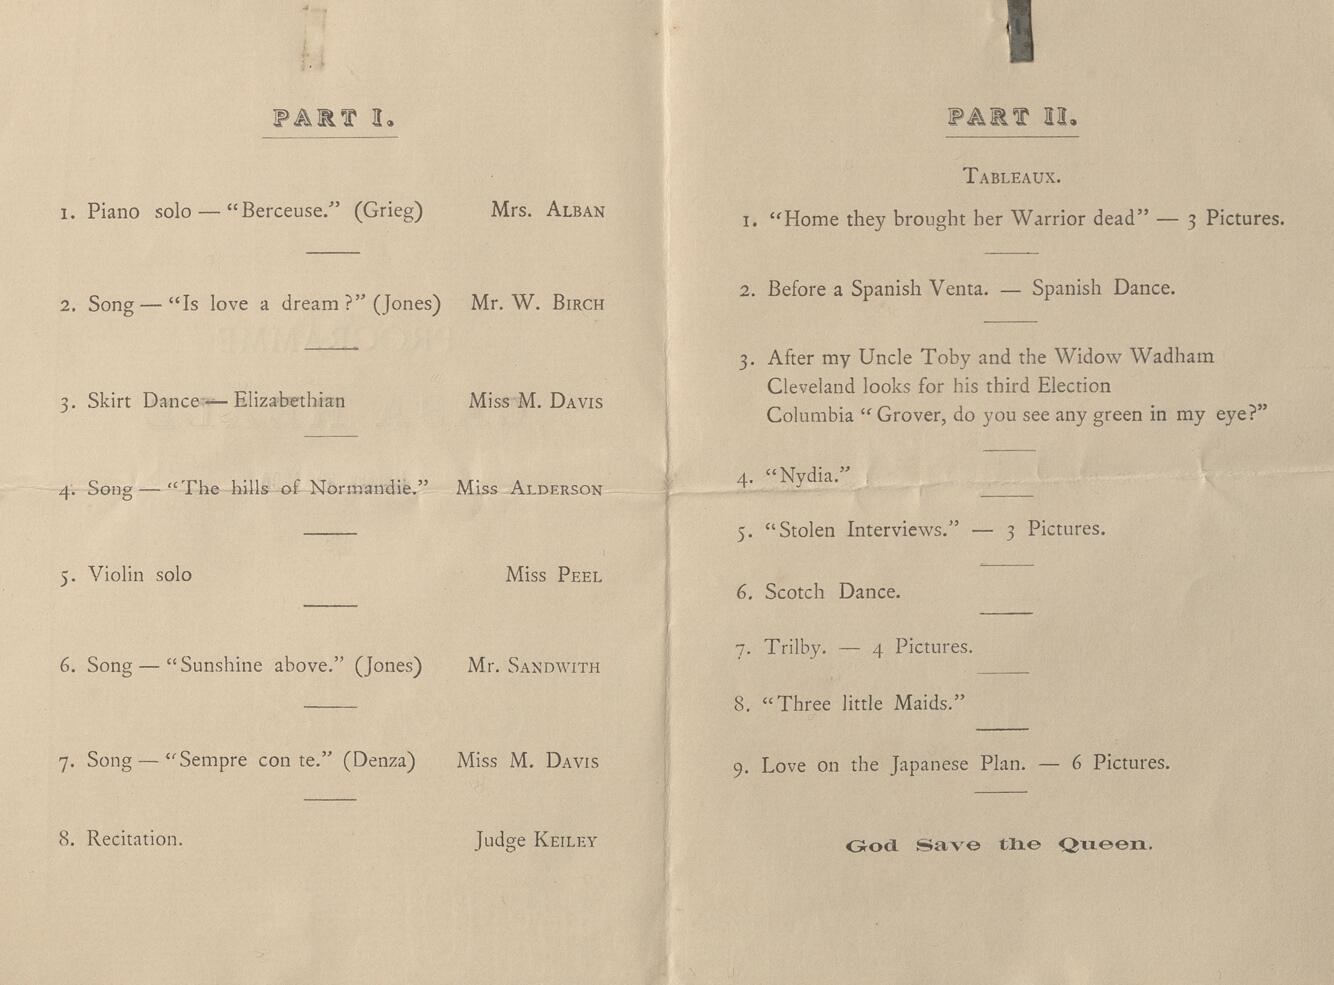 PART I.
1. Piano solo — “Berceuse.” (Grieg) Mrs. ALBAN
2. Song — “Is love a dream?” (Jones) Mr. W. BIRCH
3. Skirt Dance — Elizabethian Miss M. DAVIS
4. Song — “The hills of Normandie.” Miss ALDERSON
5. Violin solo Miss PEEL
6. Song — “Sunshine above.” (Jones) Mr. SANDWITH
7. Song — “Sempre con te.” (Denza) Miss M. DAVIS
8. Recitation. Judge KEILEY
PART II.
TABLEAUX.
1. “Home they brought her Warrior dead” — 3 Pictures.
2. Before a Spanish Venta. — Spanish Dance.
3. After my Uncle Toby and the Widow Wadham
Cleveland looks for his third Election
Columbia “Grover, do you see any green in my eye?”
4. “Nydia.”
5. “Stolen Interviews.” — 3 Pictures.
6. Scotch Dance.
7. Trilby. — 4 Pictures.
8. “Three little Maids.”
9. Love on the Japanese Plan. — 6 Pictures.
God Save the Queen.